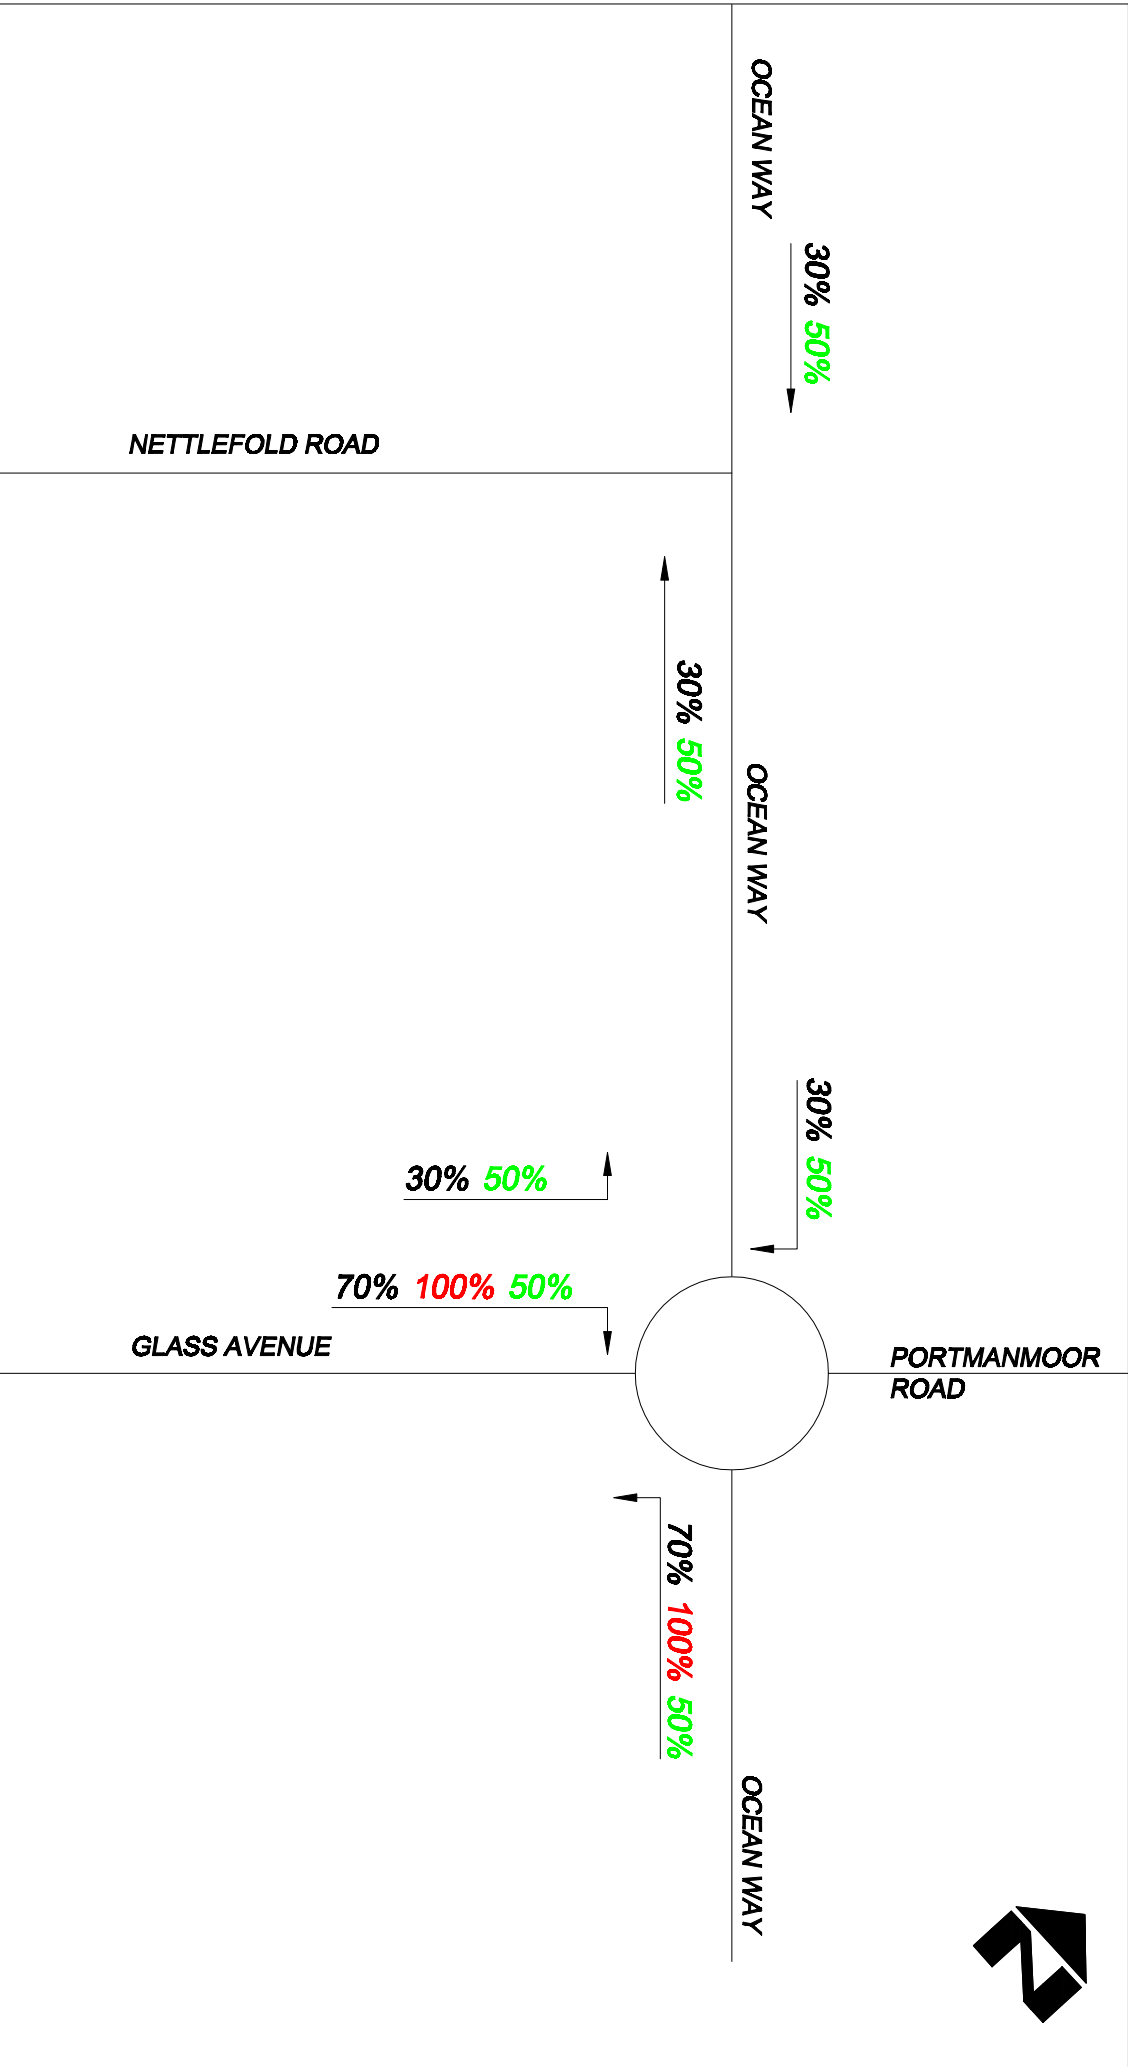 OCEAN WAY
30% 50%
NETTLEFOLD ROAD
30% 50%
OCEAN WAY
30% 50%
30% 50%
70% 100% 50%
GLASS AVENUE
PORTMANMOOR
ROAD
70% 100% 50%
OCEAN WAY
N